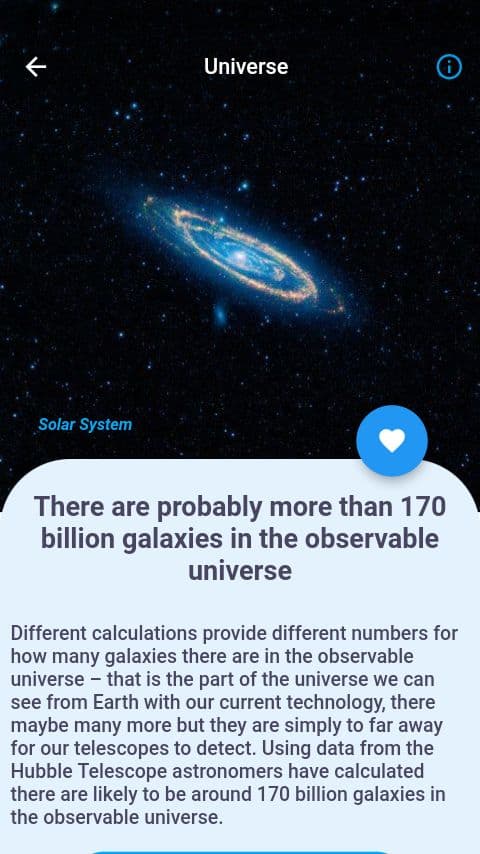 Universe
Solar System
There are probably more than 170
billion galaxies in the observable
universe
Different calculations provide different numbers for
how many galaxies there are in the observable
universe – that is the part of the universe we can
see from Earth with our current technology, there
maybe many more but they are simply to far away
for our telescopes to detect. Using data from the
Hubble Telescope astronomers have calculated
there are likely to be around 170 billion galaxies in
the observable universe.